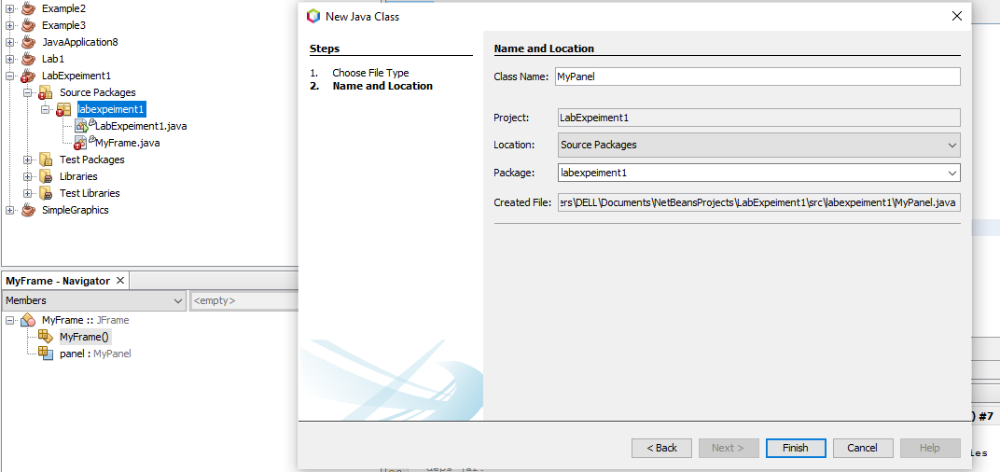 Example2
Example3
JavaApplication8
Lab1
LabExpeiment1
Source Packages
labexpeiment1
LabExpeiment1.java
MyFrame.java
Test Packages
Libraries
Test Libraries
SimpleGraphics
MyFrame - Navigator
Members
<empty>
MyFrame :: JFrame
MyFrame()
panel : MyPanel
New Java Class
Steps
1. Choose File Type
2. Name and Location
Name and Location
Class Name: MyPanel
Project: LabExpeiment1
Location: Source Packages
Package: labexpeiment1
Created File: ers\DELL\Documents\NetBeansProjects\LabExpeiment1\src\labexpeiment1\MyPanel.java
< Back
Next >
Finish
Cancel
Help
) #7
ies